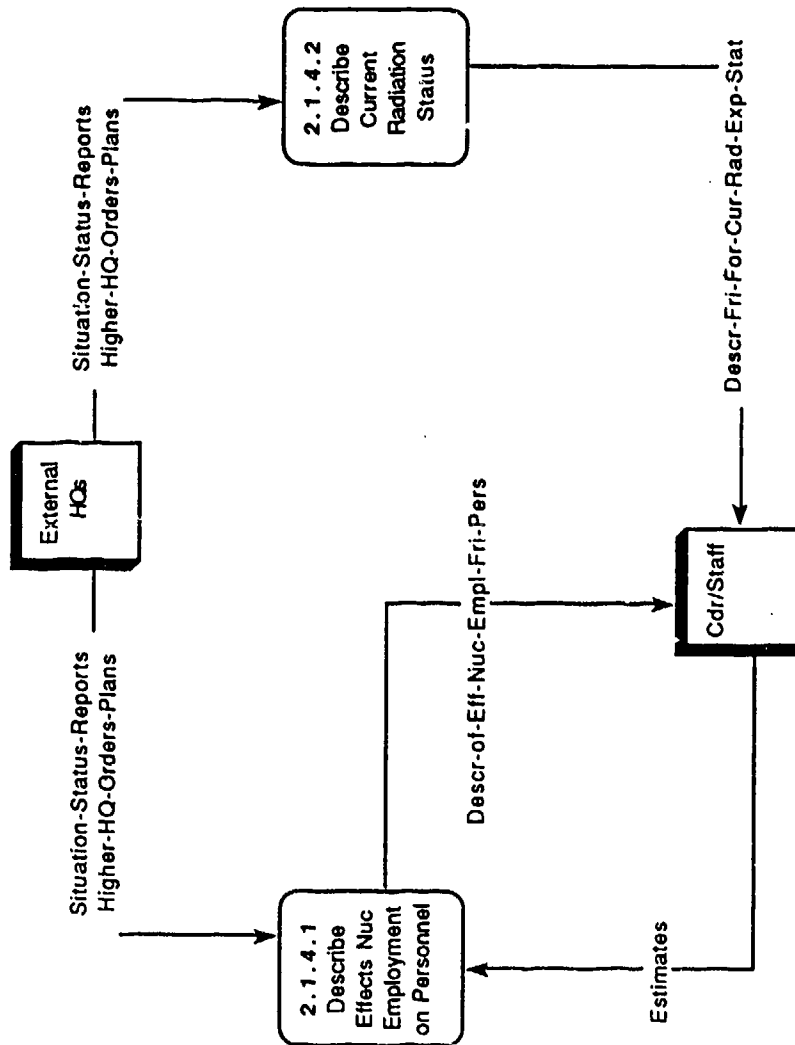 External
HQs
Situation-Status-Reports
Higher-HQ-Orders-Plans
Situation-Status-Reports
Higher-HQ-Orders-Plans
2.1.4.1
Describe
Effects Nuc
Employment
on Personnel
2.1.4.2
Describe
Current
Radiation
Status
Descr-of-Eff-Nuc-Empl-Fri-Pers
Descr-Fri-For-Cur-Rad-Exp-Stat
Cdr/Staff
Estimates